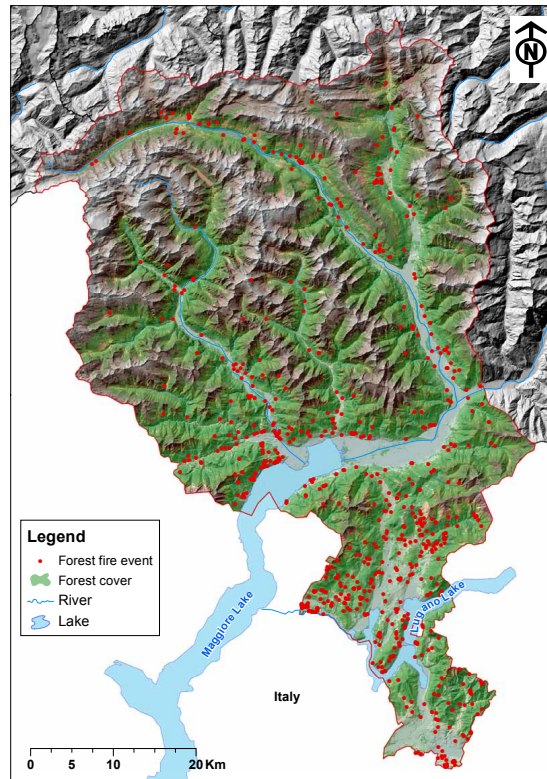 N
Legend
Forest fire event
Forest cover
River
Lake
Maggiore Lake
Lugano Lake
Italy
0 5 10 20 Km